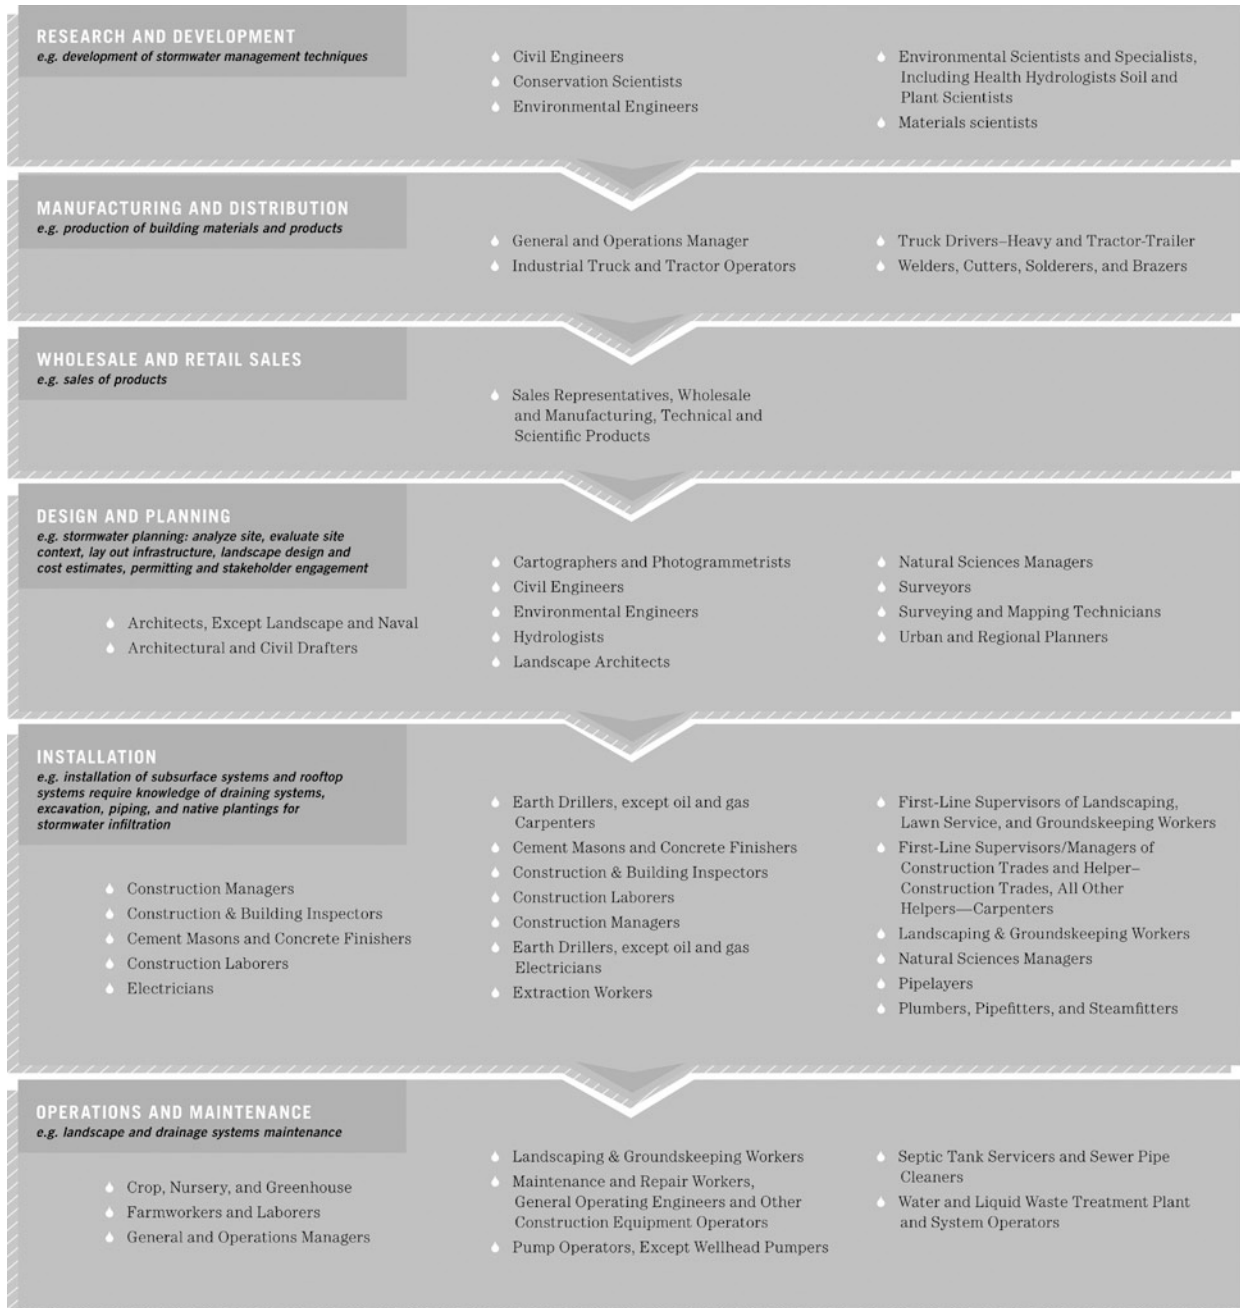 RESEARCH AND DEVELOPMENT
e.g. development of stormwater management techniques
Civil Engineers
Conservation Scientists
Environmental Engineers
Environmental Scientists and Specialists,
Including Health Hydrologists Soil and
Plant Scientists
Materials scientists
MANUFACTURING AND DISTRIBUTION
e.g. production of building materials and products
General and Operations Manager
Industrial Truck and Tractor Operators
Truck Drivers–Heavy and Tractor-Trailer
Welders, Cutters, Solderers, and Brazers
WHOLESALE AND RETAIL SALES
e.g. sales of products
Sales Representatives, Wholesale
and Manufacturing, Technical and
Scientific Products
DESIGN AND PLANNING
e.g. stormwater planning: analyze site, evaluate site
context, lay out infrastructure, landscape design and
cost estimates, permitting and stakeholder engagement
Architects, Except Landscape and Naval
Architectural and Civil Drafters
Cartographers and Photogrammetrists
Civil Engineers
Environmental Engineers
Hydrologists
Landscape Architects
Natural Sciences Managers
Surveyors
Surveying and Mapping Technicians
Urban and Regional Planners
INSTALLATION
e.g. installation of subsurface systems and rooftop
systems require knowledge of draining systems,
excavation, piping, and native plantings for
stormwater infiltration
Construction Managers
Construction & Building Inspectors
Cement Masons and Concrete Finishers
Construction Laborers
Electricians
Earth Drillers, except oil and gas
Carpenters
Cement Masons and Concrete Finishers
Construction & Building Inspectors
Construction Laborers
Construction Managers
Earth Drillers, except oil and gas
Electricians
Extraction Workers
First-Line Supervisors of Landscaping,
Lawn Service, and Groundskeeping Workers
First-Line Supervisors/Managers of
Construction Trades and Helper–
Construction Trades, All Other
Helpers—Carpenters
Landscaping & Groundskeeping Workers
Natural Sciences Managers
Pipelayers
Plumbers, Pipefitters, and Steamfitters
OPERATIONS AND MAINTENANCE
e.g. landscape and drainage systems maintenance
Crop, Nursery, and Greenhouse
Farmworkers and Laborers
General and Operations Managers
Landscaping & Groundskeeping Workers
Maintenance and Repair Workers,
General Operating Engineers and Other
Construction Equipment Operators
Pump Operators, Except Wellhead Pumpers
Septic Tank Servicers and Sewer Pipe
Cleaners
Water and Liquid Waste Treatment Plant
and System Operators